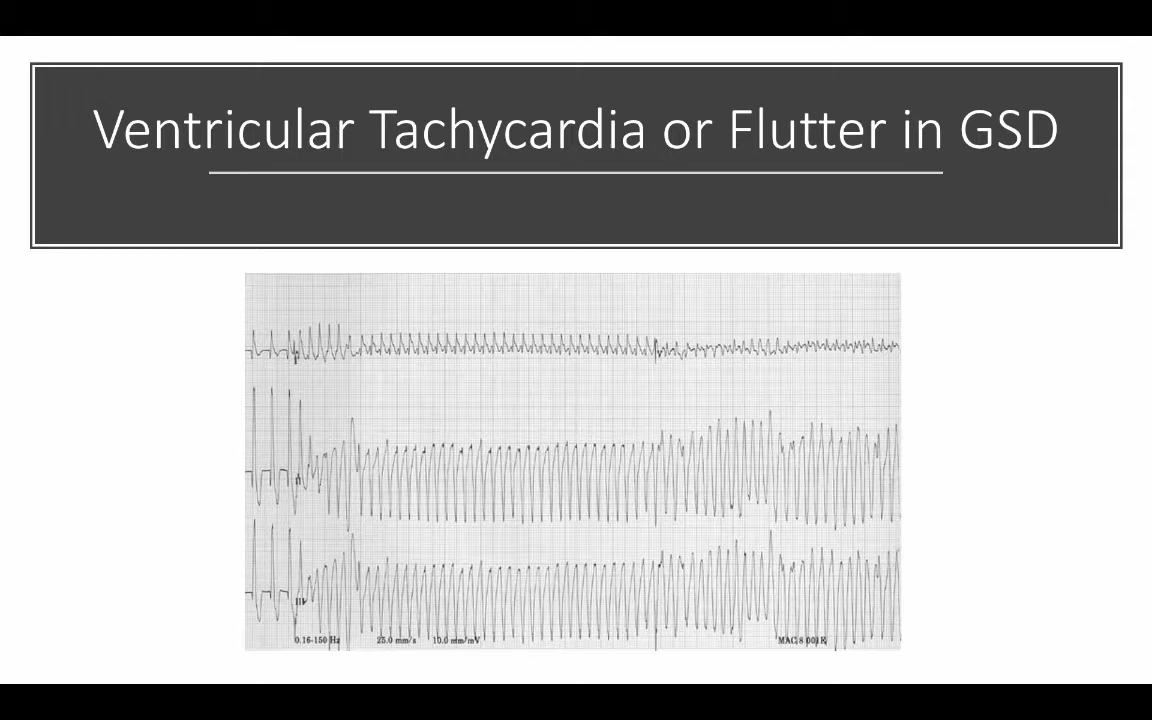 Ventricular Tachycardia or Flutter in GSD
0.16-150 Hz 25.0 mm/s 10.0 mm/mV